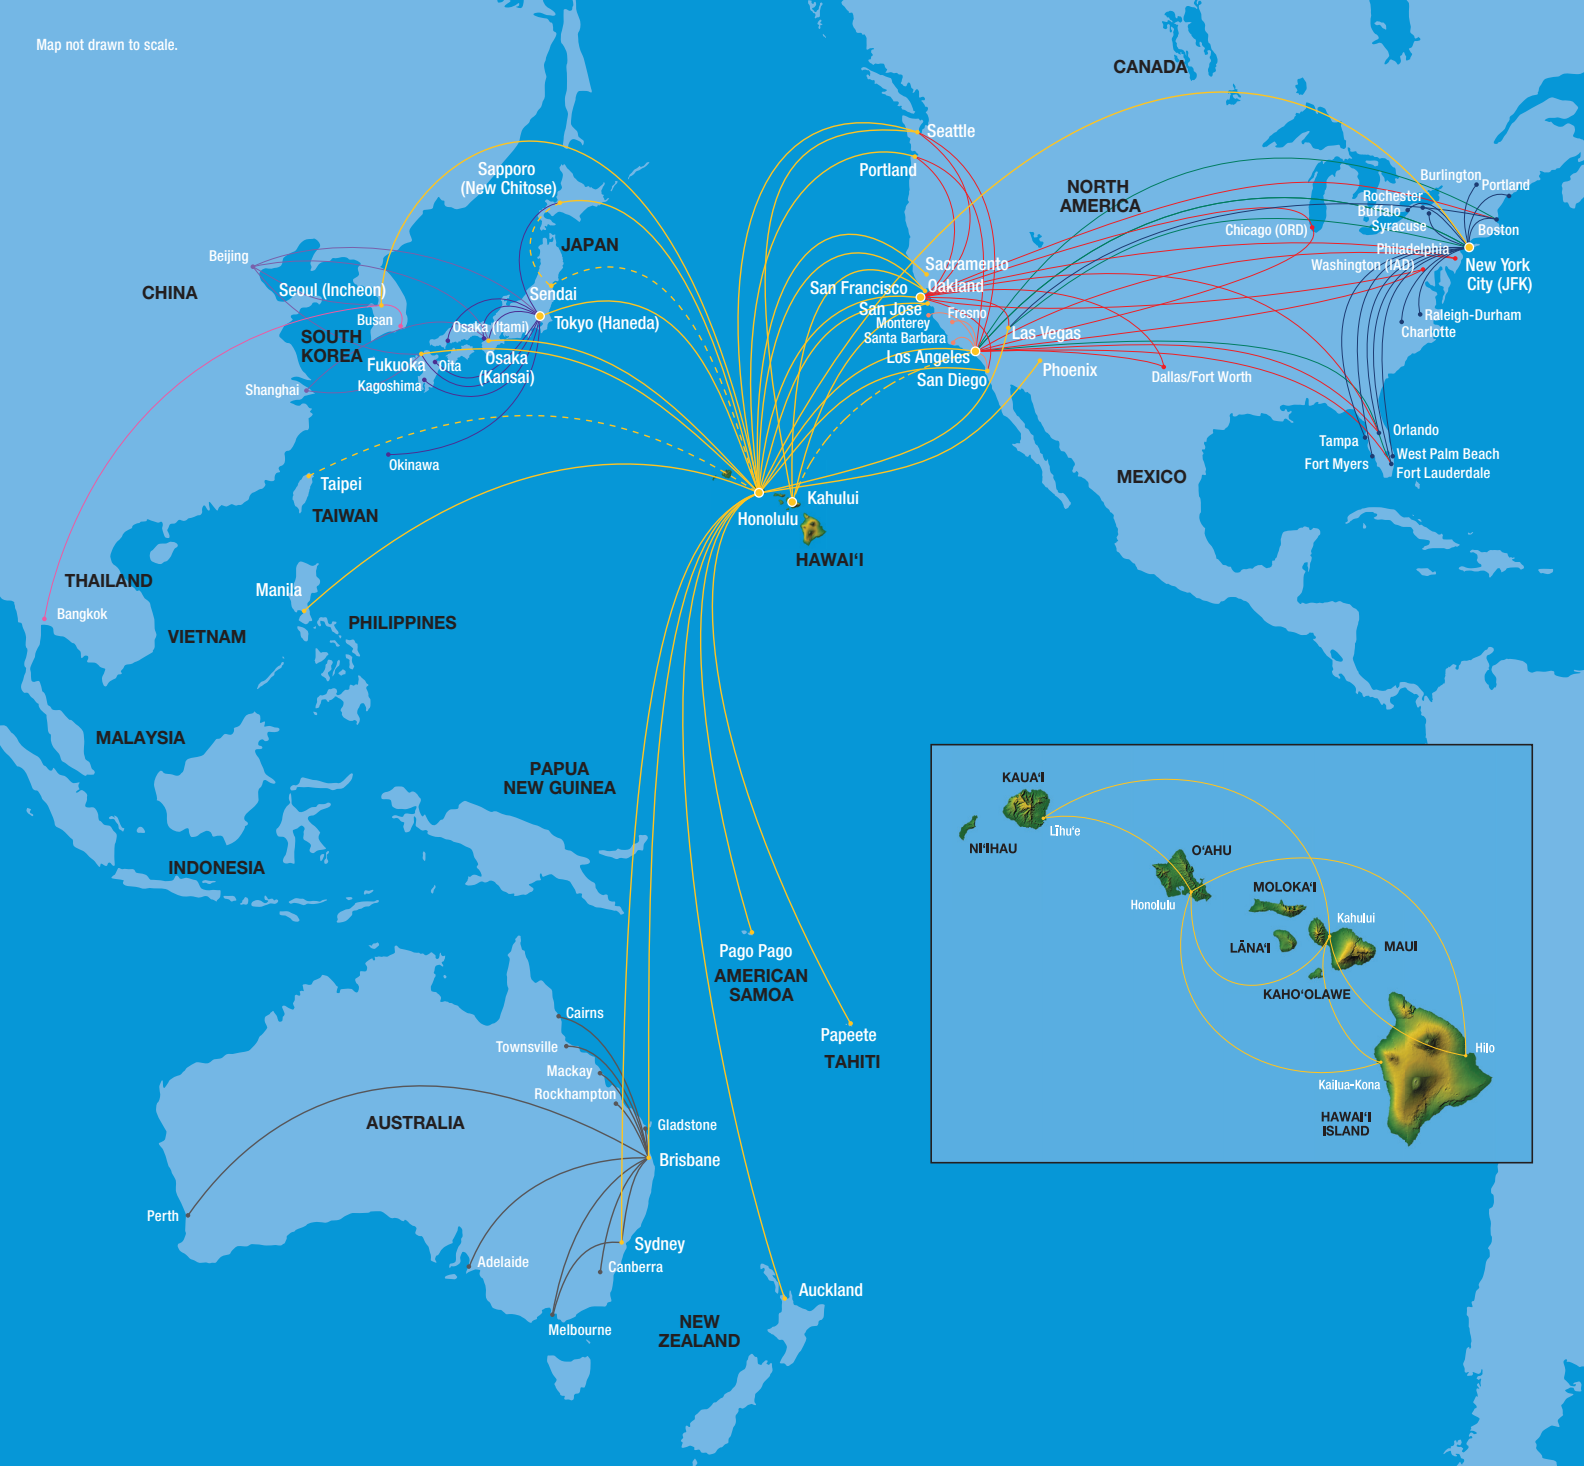 Map not drawn to scale.
CANADA
Seattle
Portland
NORTH
AMERICA
Burlington
Portland
Rochester
Buffalo
Syracuse
Boston
Chicago (ORD)
Philadelphia
Washington (IAD)
New York
City (JFK)
Raleigh-Durham
Charlotte
Sacramento
San Francisco
Oakland
San Jose
Fresno
Monterey
Santa Barbara
Las Vegas
Los Angeles
San Diego
Phoenix
Dallas/Fort Worth
Orlando
Tampa
West Palm Beach
Fort Myers
Fort Lauderdale
MEXICO
Sapporo
(New Chitose)
JAPAN
Beijing
CHINA
Seoul (Incheon)
Sendai
Busan
Osaka (Itami)
Tokyo (Haneda)
SOUTH
KOREA
Fukuoka
Oita
Osaka
(Kansai)
Shanghai
Kagoshima
Okinawa
Taipei
TAIWAN
Honolulu
Kahului
HAWAI‘I
THAILAND
Bangkok
Manila
VIETNAM
PHILIPPINES
MALAYSIA
PAPUA
NEW GUINEA
INDONESIA
Pago Pago
AMERICAN
SAMOA
Papeete
TAHITI
Cairns
Townsville
Mackay
Rockhampton
AUSTRALIA
Gladstone
Brisbane
Perth
Sydney
Adelaide
Canberra
Melbourne
Auckland
NEW
ZEALAND
KAUA‘I
Līhu‘e
NI‘IHAU
O‘AHU
Honolulu
MOLOKA‘I
Kahului
LĀNA‘I
MAUI
KAHO‘OLAWE
Hilo
Kailua-Kona
HAWAI‘I
ISLAND